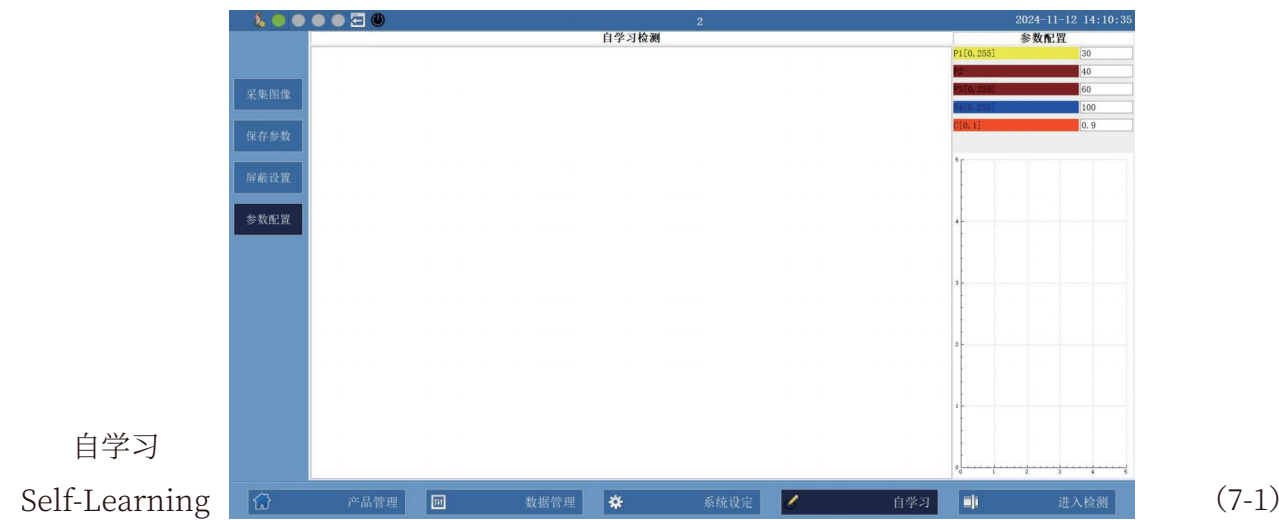 2
2024-11-12 14:10:35
自学习检测
参数配置
P1[0,255] 30
P2 40
P3[0,255] 60
P4[0,255] 100
C[0,1] 0.9
采集图像
保存参数
屏蔽设置
参数配置
5
4
3
2
1
0
0 1 2 3 4 5
产品管理 数据管理 系统设定 自学习 进入检测
自学习
Self-Learning
(7-1)